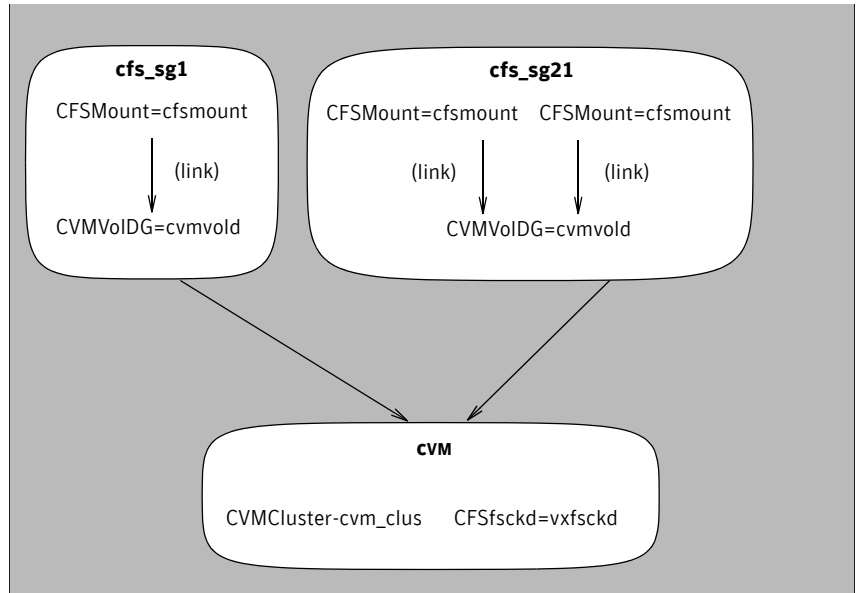 cfs_sg1
CFSMount=cfsmount
(link)
CVMVolDG=cvmvold
cfs_sg21
CFSMount=cfsmount CFSMount=cfsmount
(link) (link)
CVMVolDG=cvmvold
CVM
CVMCluster-cvm_clus CFSfsckd=vxfsckd